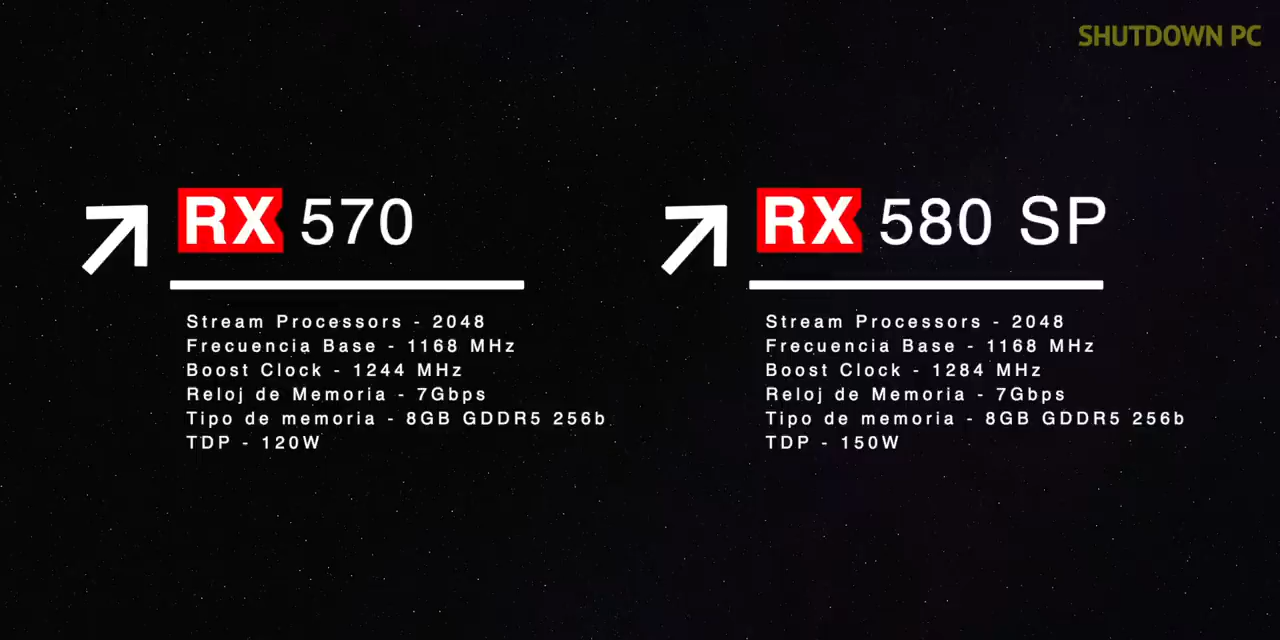 SHUTDOWN PC
RX 570
Stream Processors - 2048
Frecuencia Base - 1168 MHz
Boost Clock - 1244 MHz
Reloj de Memoria - 7Gbps
Tipo de memoria - 8GB GDDR5 256b
TDP - 120W
RX 580 SP
Stream Processors - 2048
Frecuencia Base - 1168 MHz
Boost Clock - 1284 MHz
Reloj de Memoria - 7Gbps
Tipo de memoria - 8GB GDDR5 256b
TDP - 150W